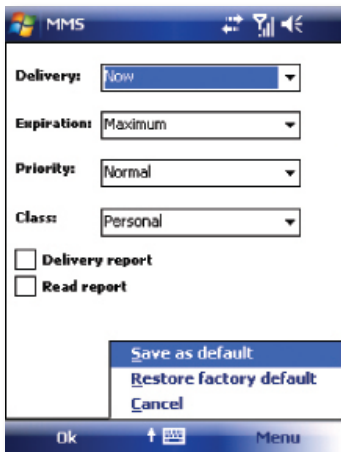 MMS
Delivery: Now
Expiration: Maximum
Priority: Normal
Class: Personal
Delivery report
Read report
Save as default
Restore factory default
Cancel
Ok Menu